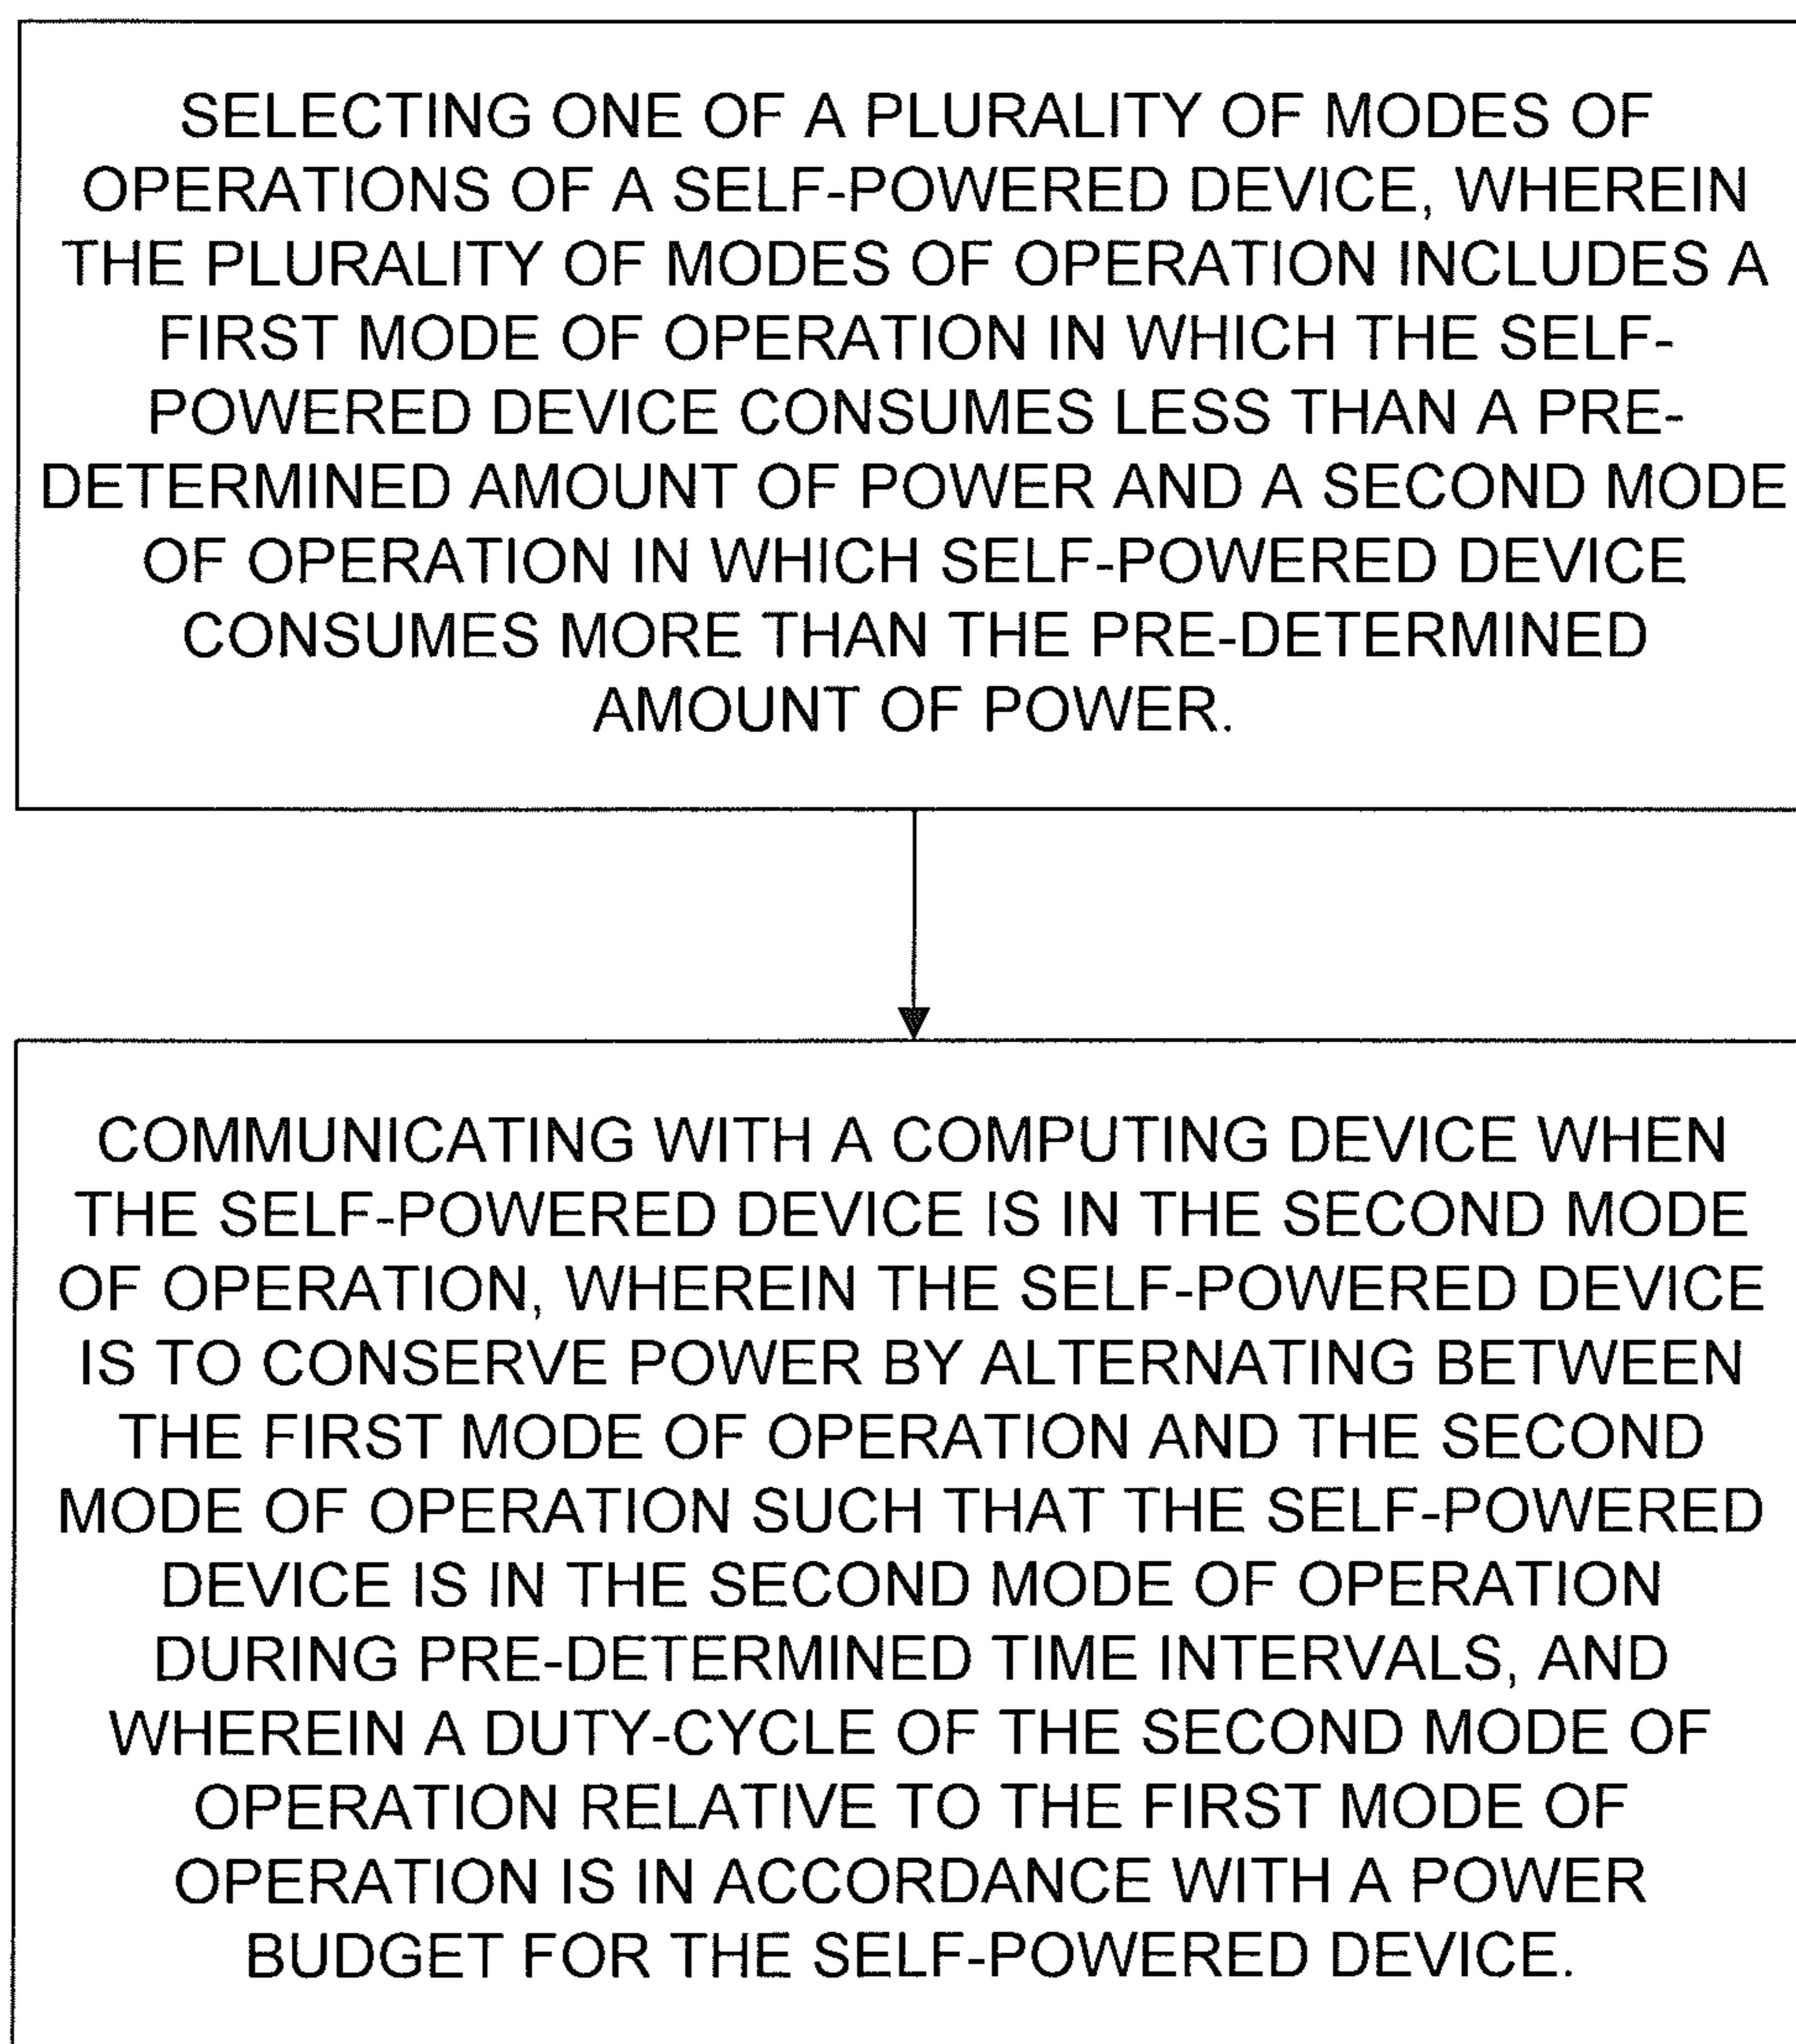 SELECTING ONE OF A PLURALITY OF MODES OF
OPERATIONS OF A SELF-POWERED DEVICE, WHEREIN
THE PLURALITY OF MODES OF OPERATION INCLUDES A
FIRST MODE OF OPERATION IN WHICH THE SELF-
POWERED DEVICE CONSUMES LESS THAN A PRE-
DETERMINED AMOUNT OF POWER AND A SECOND MODE
OF OPERATION IN WHICH SELF-POWERED DEVICE
CONSUMES MORE THAN THE PRE-DETERMINED
AMOUNT OF POWER.
COMMUNICATING WITH A COMPUTING DEVICE WHEN
THE SELF-POWERED DEVICE IS IN THE SECOND MODE
OF OPERATION, WHEREIN THE SELF-POWERED DEVICE
IS TO CONSERVE POWER BY ALTERNATING BETWEEN
THE FIRST MODE OF OPERATION AND THE SECOND
MODE OF OPERATION SUCH THAT THE SELF-POWERED
DEVICE IS IN THE SECOND MODE OF OPERATION
DURING PRE-DETERMINED TIME INTERVALS, AND
WHEREIN A DUTY-CYCLE OF THE SECOND MODE OF
OPERATION RELATIVE TO THE FIRST MODE OF
OPERATION IS IN ACCORDANCE WITH A POWER
BUDGET FOR THE SELF-POWERED DEVICE.